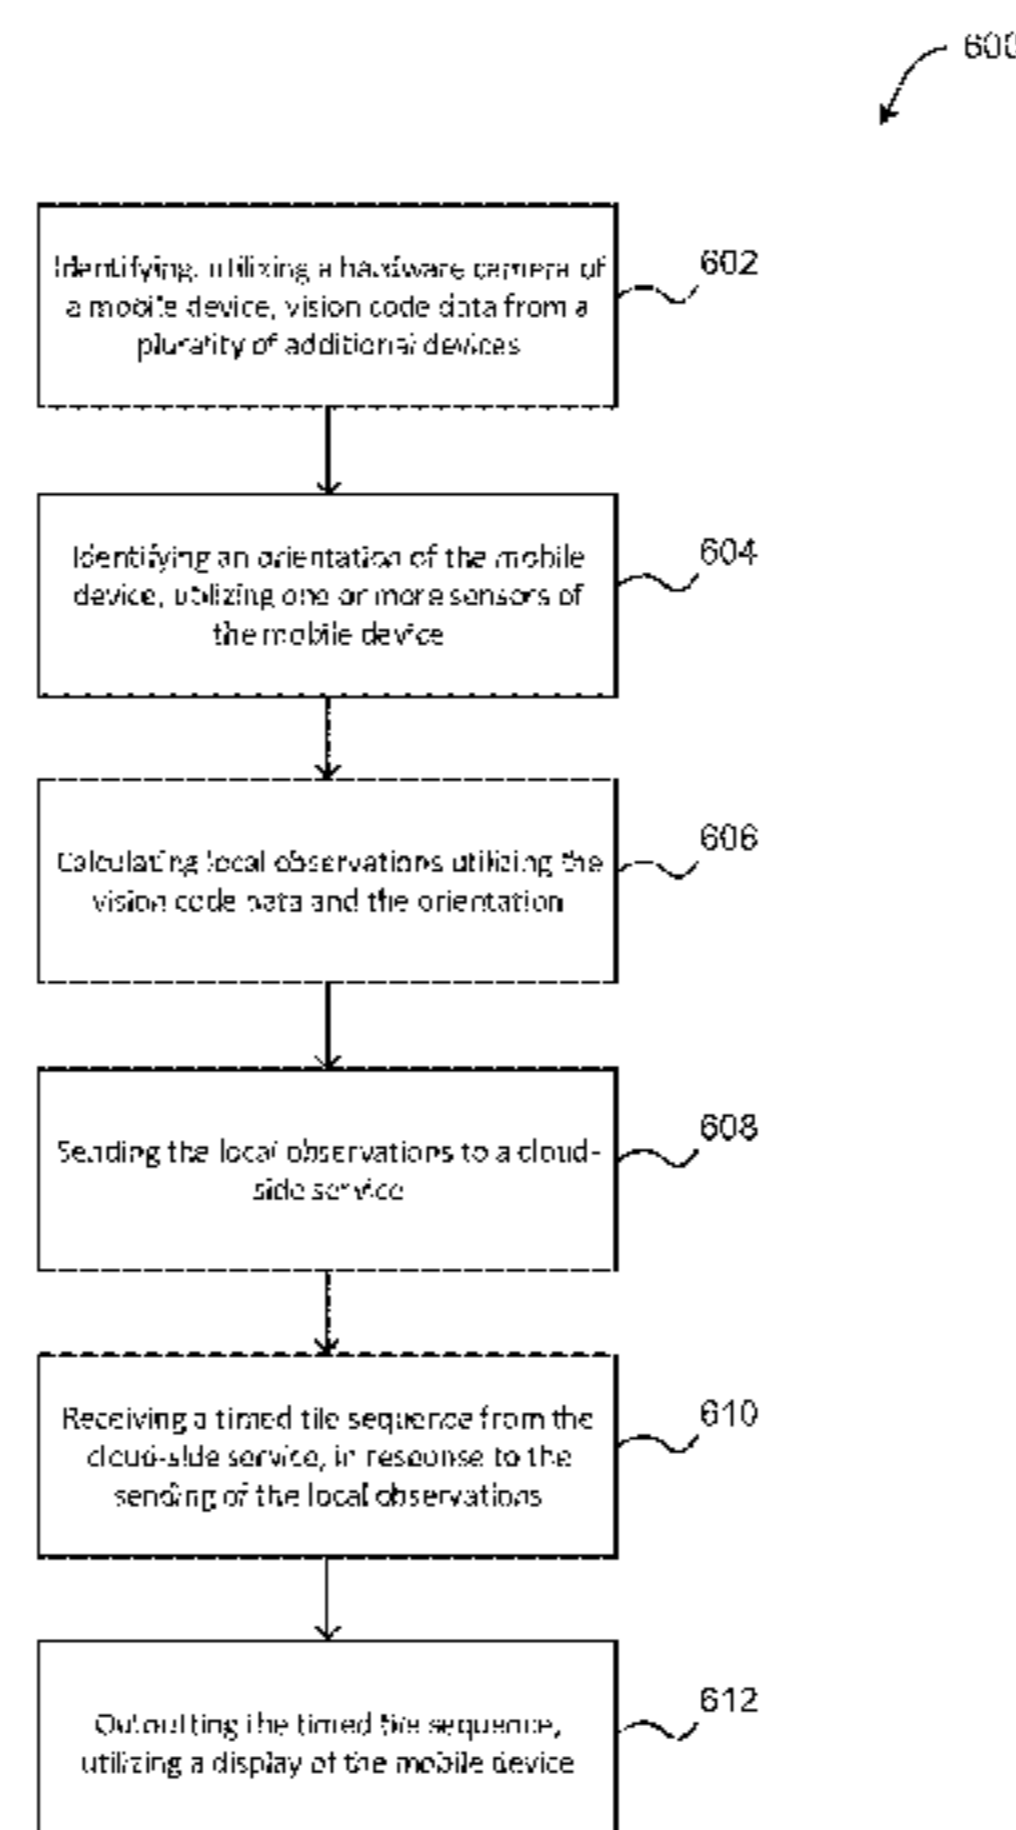 600
Identifying, utilizing a hardware camera of
a mobile device, vision code data from a
plurality of additional devices
602
Identifying an orientation of the mobile
device, utilizing one or more sensors of
the mobile device
604
Calculating local observations utilizing the
vision code data and the orientation
606
Sending the local observations to a cloud-
side service
608
Receiving a timed tile sequence from the
cloud-side service, in response to the
sending of the local observations
610
Outputting the timed tile sequence,
utilizing a display of the mobile device
612